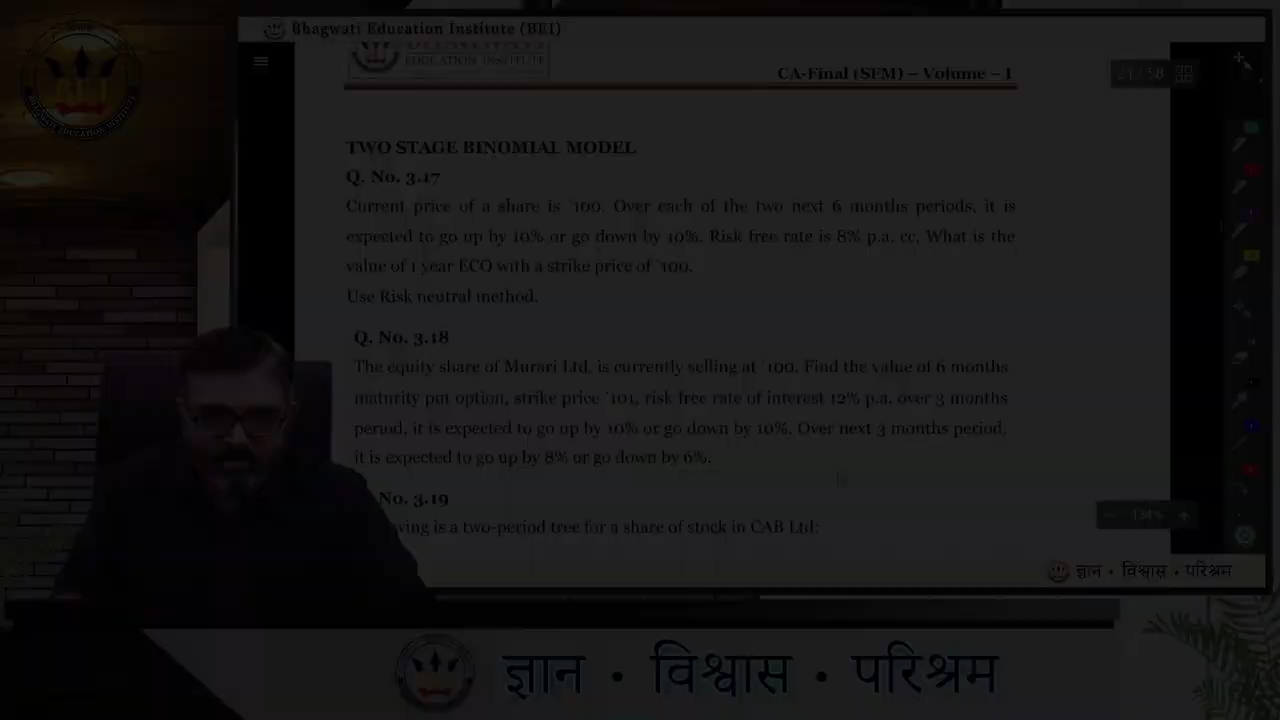 Bhagwati Education Institute (BEI)
EDUCATION INSTITUTE
CA-Final (SFM) – Volume – 1
21 / 58
TWO STAGE BINOMIAL MODEL
Q. No. 3.17
Current price of a share is `100. Over each of the two next 6 months periods, it is
expected to go up by 10% or go down by 10%. Risk free rate is 8% p.a. cc, What is the
value of 1 year ECO with a strike price of `100.
Use Risk neutral method.
Q. No. 3.18
The equity share of Murari Ltd. is currently selling at `100. Find the value of 6 months
maturity put option, strike price `101, risk free rate of interest 12% p.a. over 3 months
period, it is expected to go up by 10% or go down by 10%. Over next 3 months period,
it is expected to go up by 8% or go down by 6%.
No. 3.19
is a two-period tree for a share of stock in CAB Ltd:
134%
ज्ञान • विश्वास • परिश्रम
ज्ञान • विश्वास • परिश्रम